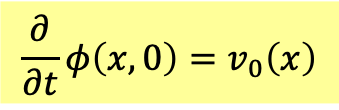 ∂/∂t ϕ(x, 0) = v₀(x)